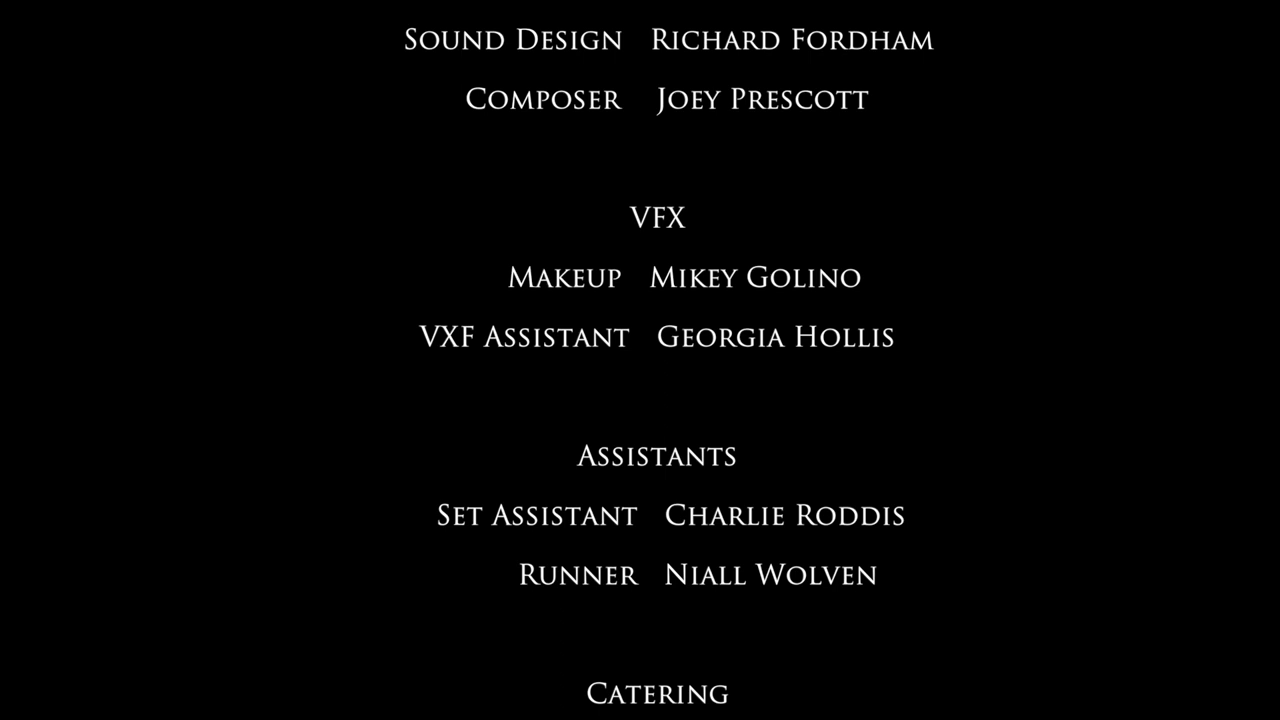 Sound Design Richard Fordham
Composer Joey Prescott
VFX
Makeup Mikey Golino
VXF Assistant Georgia Hollis
Assistants
Set Assistant Charlie Roddis
Runner Niall Wolven
Catering